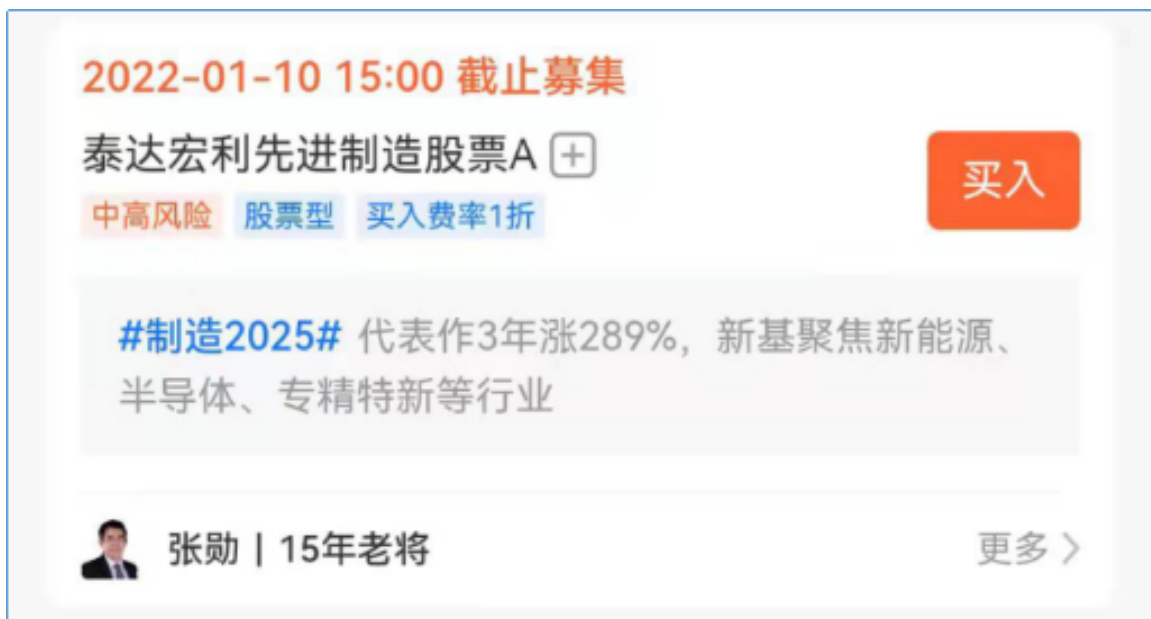 2022-01-10 15:00 截止募集
泰达宏利先进制造股票A
买入
中高风险 股票型 买入费率1折
#制造2025# 代表作3年涨289%，新基聚焦新能源、
半导体、专精特新等行业
张勋 | 15年老将
更多